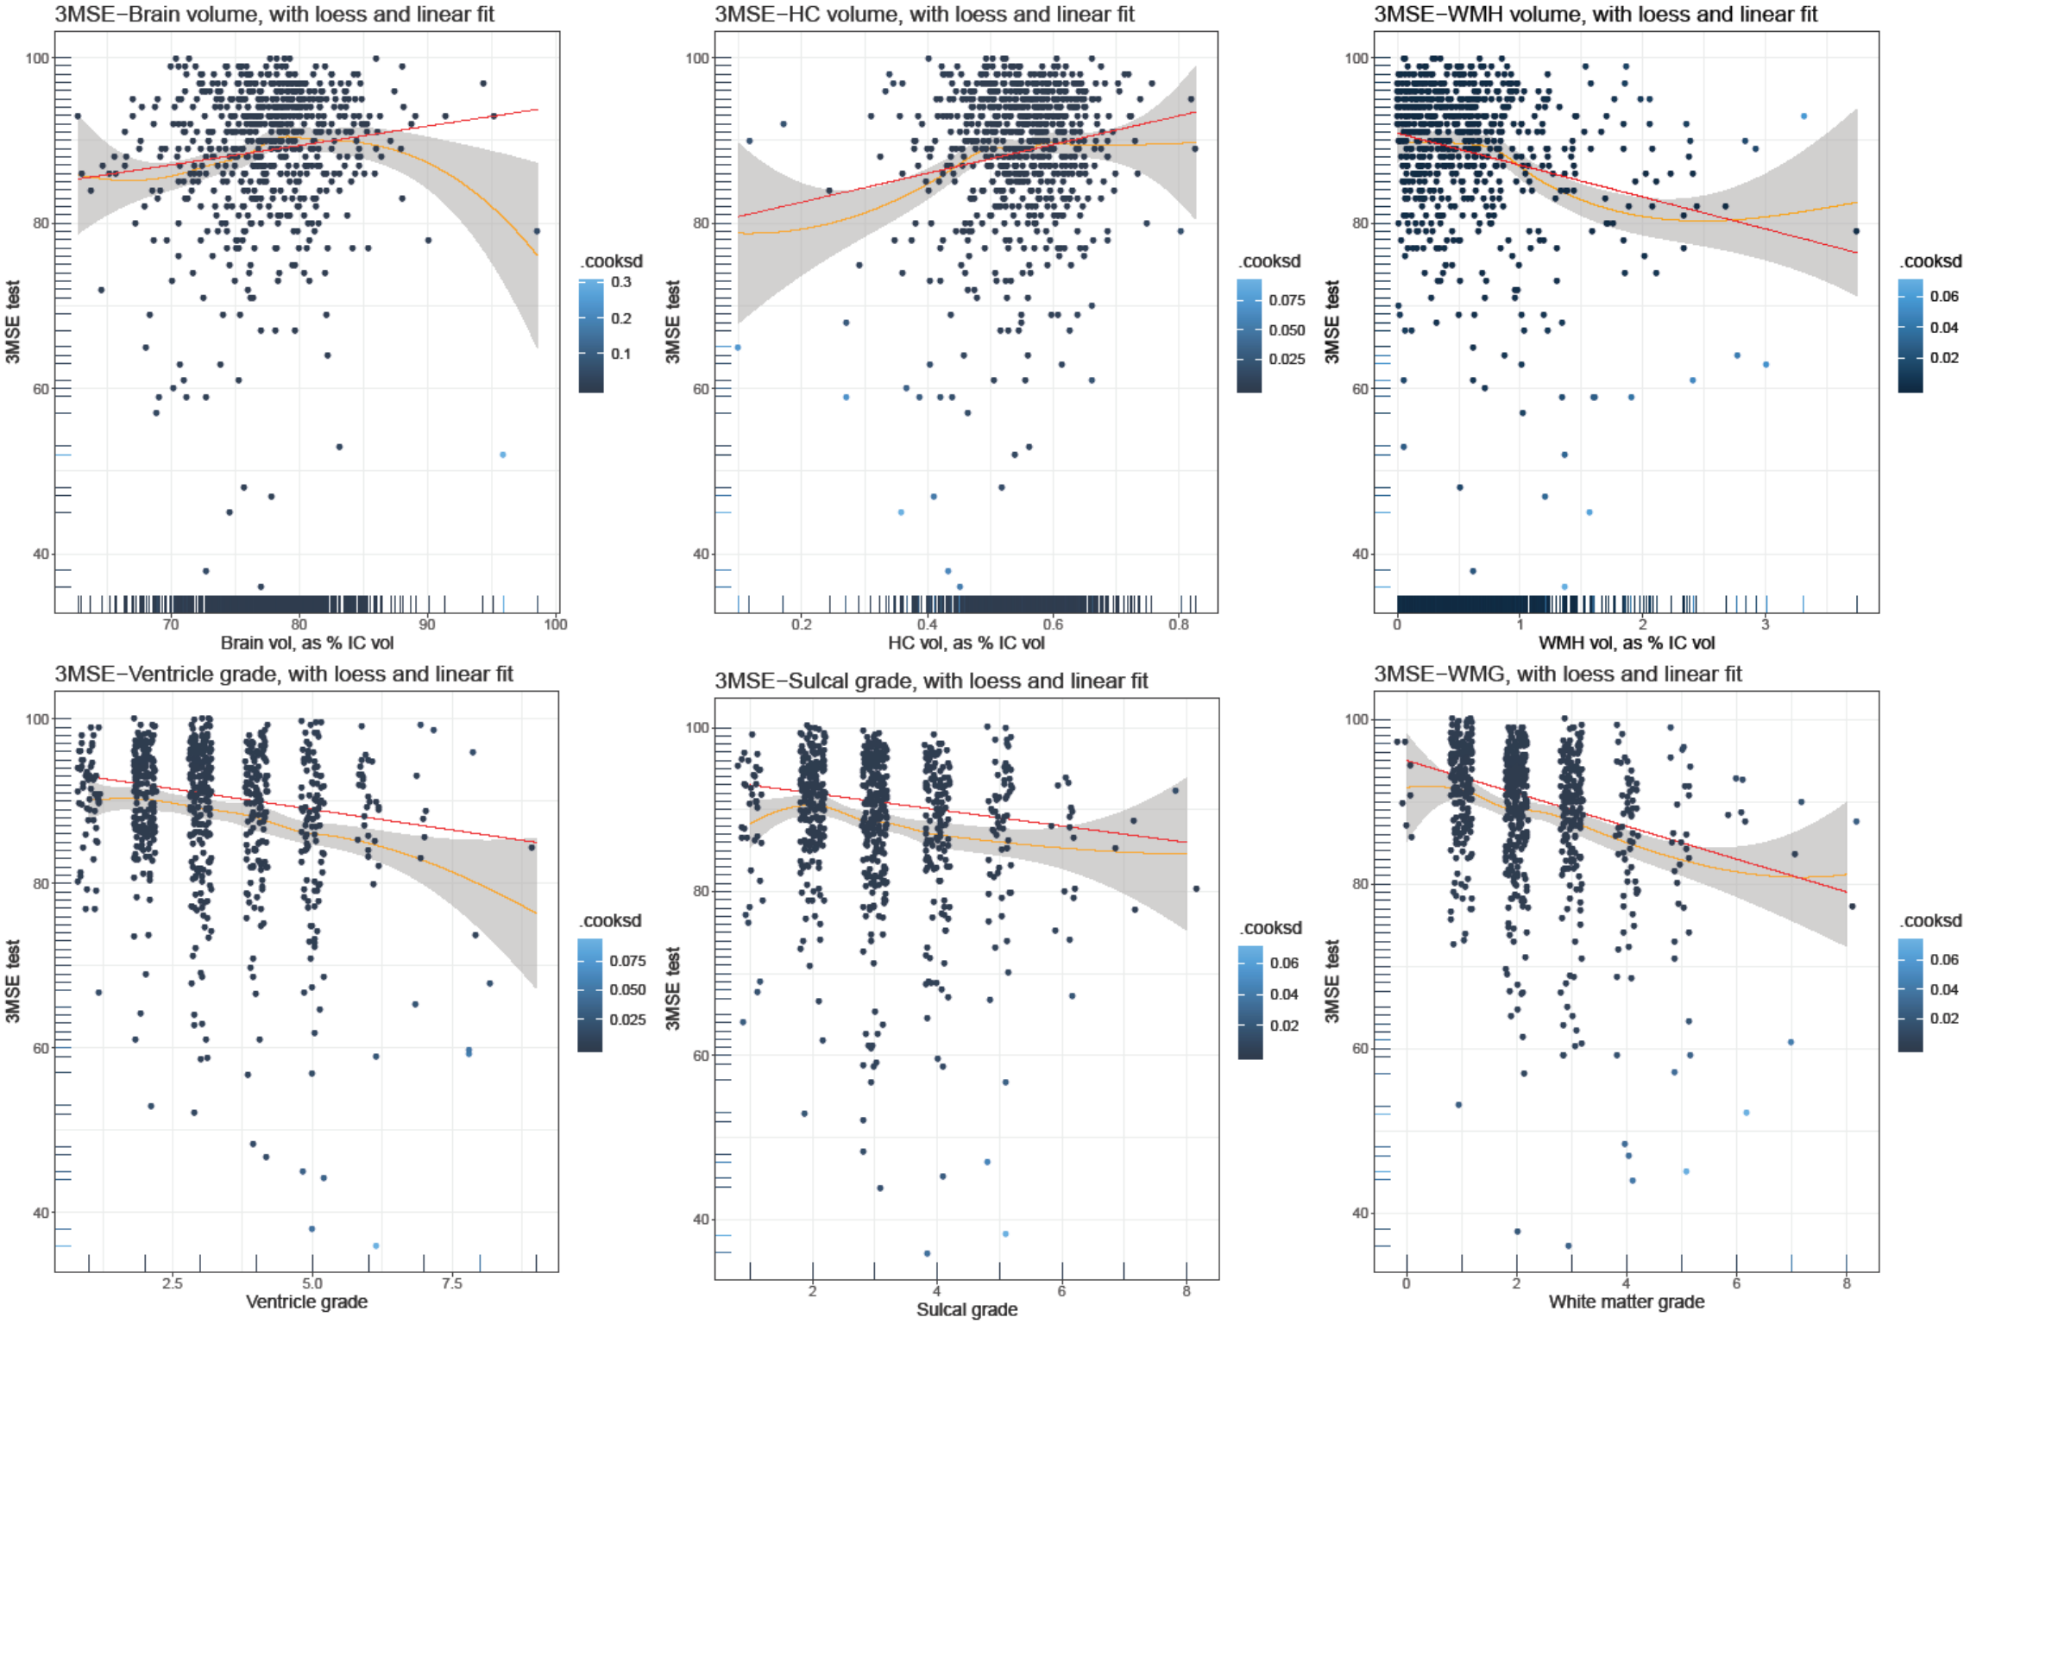 3MSE−Brain volume, with loess and linear fit
100
80
60
40
3MSE test
70
80
90
100
Brain vol, as % IC vol
.cooksd
0.3
0.2
0.1
3MSE−HC volume, with loess and linear fit
100
80
60
40
3MSE test
0.2
0.4
0.6
0.8
HC vol, as % IC vol
.cooksd
0.075
0.050
0.025
3MSE−WMH volume, with loess and linear fit
100
80
60
40
3MSE test
0
1
2
3
WMH vol, as % IC vol
.cooksd
0.06
0.04
0.02
3MSE−Ventricle grade, with loess and linear fit
100
80
60
40
3MSE test
2.5
5.0
7.5
Ventricle grade
.cooksd
0.075
0.050
0.025
3MSE−Sulcal grade, with loess and linear fit
100
80
60
40
3MSE test
2
4
6
8
Sulcal grade
.cooksd
0.06
0.04
0.02
3MSE−WMG, with loess and linear fit
100
80
60
40
3MSE test
0
2
4
6
8
White matter grade
.cooksd
0.06
0.04
0.02